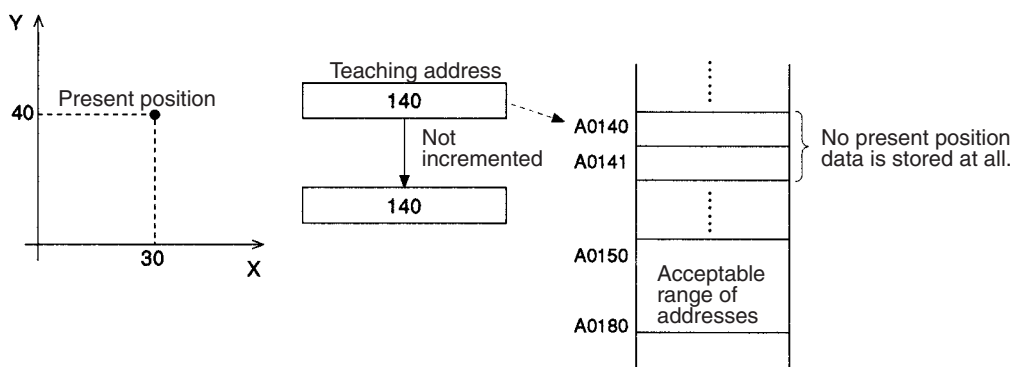 Y
40
Present position
30
X
Teaching address
140
Not
incremented
140
A0140
A0141
No present position
data is stored at all.
A0150
Acceptable
range of
addresses
A0180